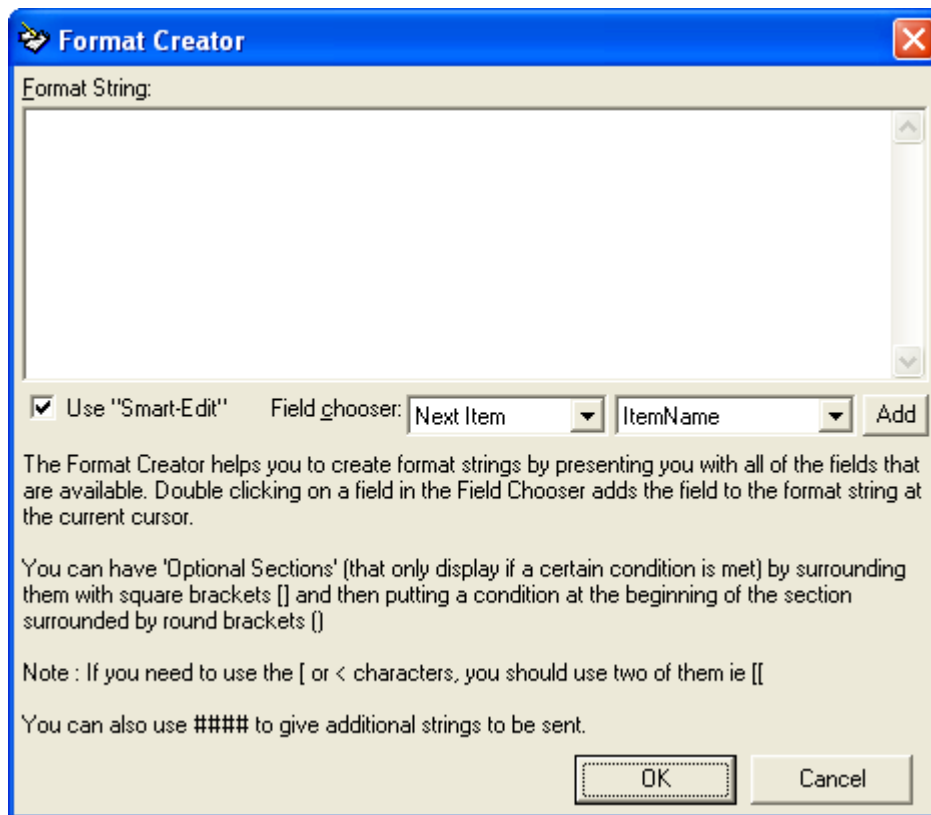 Format Creator
Format String:
Use "Smart-Edit" Field chooser: Next Item ItemName Add
The Format Creator helps you to create format strings by presenting you with all of the fields that
are available. Double clicking on a field in the Field Chooser adds the field to the format string at
the current cursor.
You can have 'Optional Sections' (that only display if a certain condition is met) by surrounding
them with square brackets [] and then putting a condition at the beginning of the section
surrounded by round brackets ()
Note : If you need to use the [ or < characters, you should use two of them ie [[
You can also use #### to give additional strings to be sent.
OK Cancel